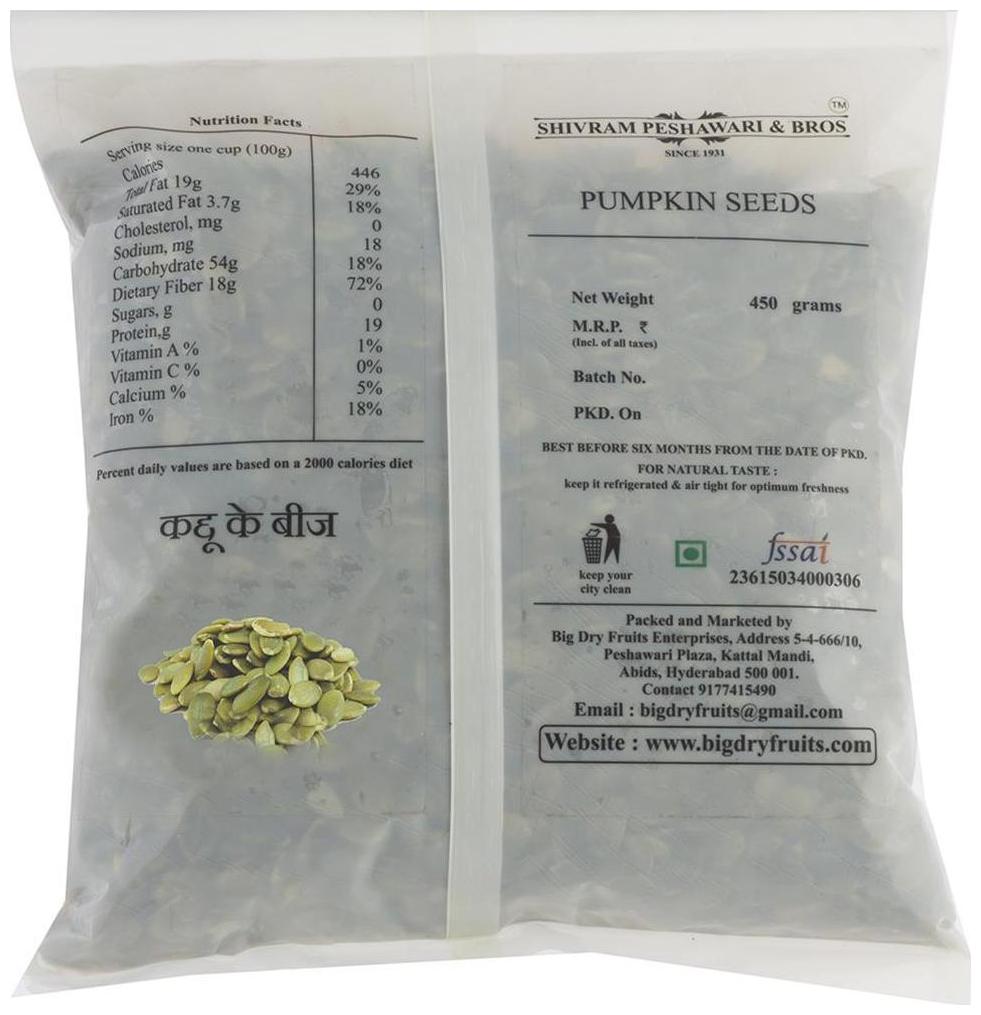 Nutrition Facts
Serving size one cup (100g)
Calories 446
Total Fat 19g 29%
Saturated Fat 3.7g 18%
Cholesterol, mg 0
Sodium, mg 18
Carbohydrate 54g 18%
Dietary Fiber 18g 72%
Sugars, g 0
Protein,g 19
Vitamin A % 1%
Vitamin C % 0%
Calcium % 5%
Iron % 18%
Percent daily values are based on a 2000 calories diet
कद्दू के बीज
TM
SHIVRAM PESHAWARI & BROS
SINCE 1931
PUMPKIN SEEDS
Net Weight 450 grams
M.R.P. ₹
(Incl. of all taxes)
Batch No.
PKD. On
BEST BEFORE SIX MONTHS FROM THE DATE OF PKD.
FOR NATURAL TASTE :
keep it refrigerated & air tight for optimum freshness
keep your
city clean
fssai
23615034000306
Packed and Marketed by
Big Dry Fruits Enterprises, Address 5-4-666/10,
Peshawari Plaza, Kattal Mandi,
Abids, Hyderabad 500 001.
Contact 9177415490
Email : bigdryfruits@gmail.com
Website : www.bigdryfruits.com